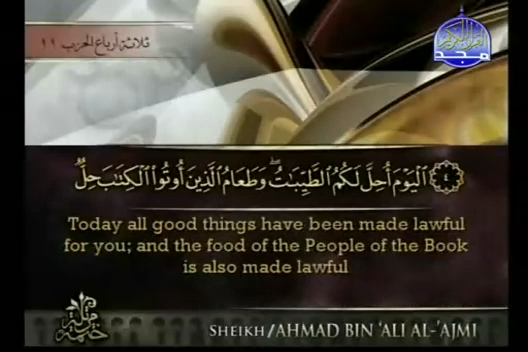 ثلاثة أرباع الحزب ١١
مجد
٤ ٱلْيَوْمَ أُحِلَّ لَكُمُ ٱلطَّيِّبَـٰتُ ۖ وَطَعَامُ ٱلَّذِينَ أُوتُوا۟ ٱلْكِتَـٰبَ حِلٌّ
Today all good things have been made lawful
for you; and the food of the People of the Book
is also made lawful
SHEIKH/AHMAD BIN 'ALI AL-'AJMI